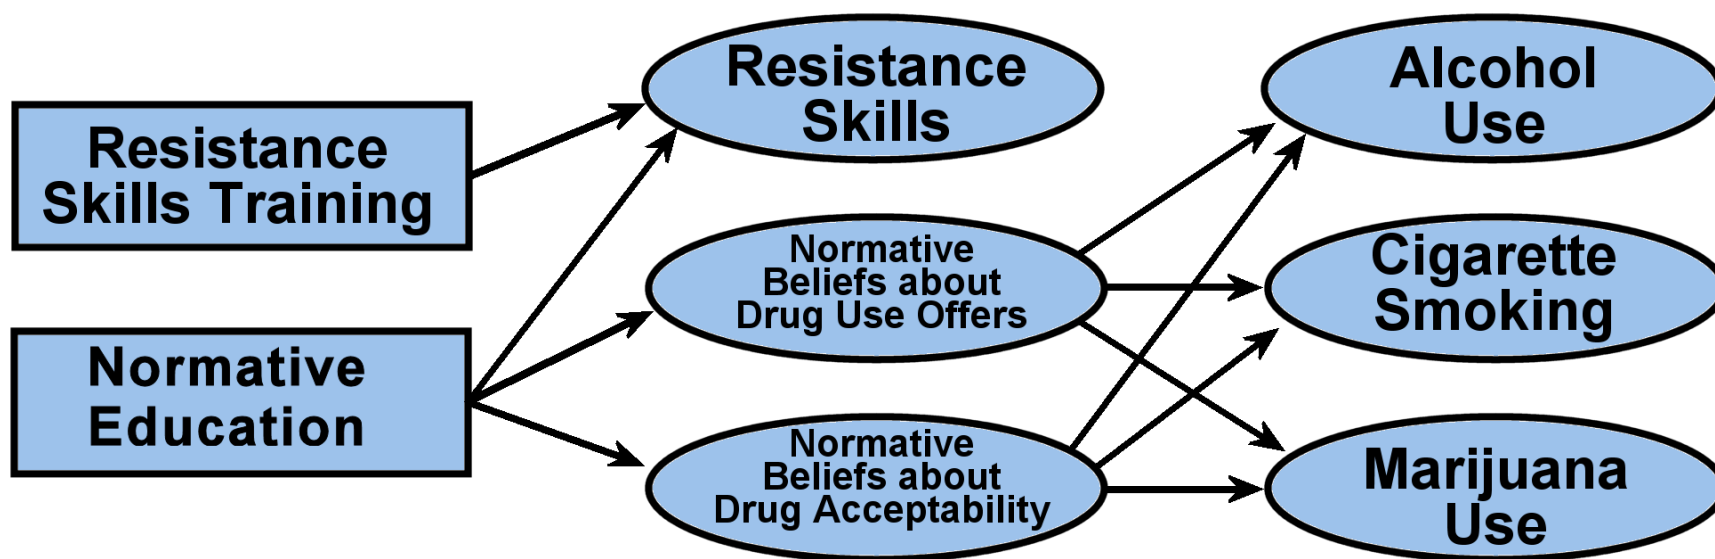 Resistance
Skills Training
Normative
Education
Resistance
Skills
Normative
Beliefs about
Drug Use Offers
Normative
Beliefs about
Drug Acceptability
Alcohol
Use
Cigarette
Smoking
Marijuana
Use